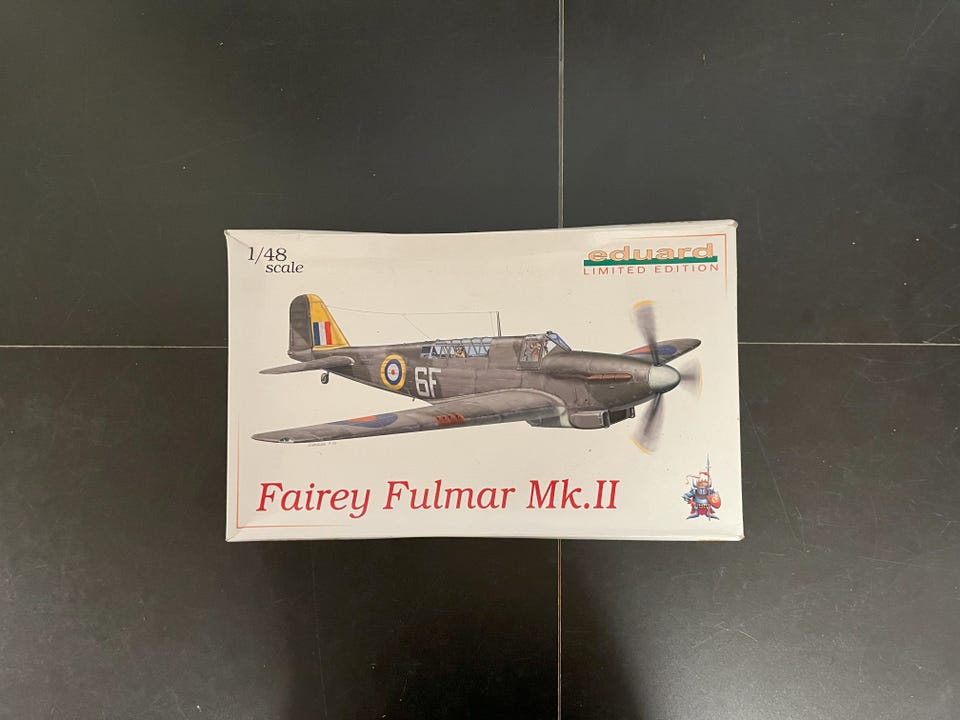 1/48
scale
eduard
LIMITED EDITION
6F
Fairey Fulmar Mk.II